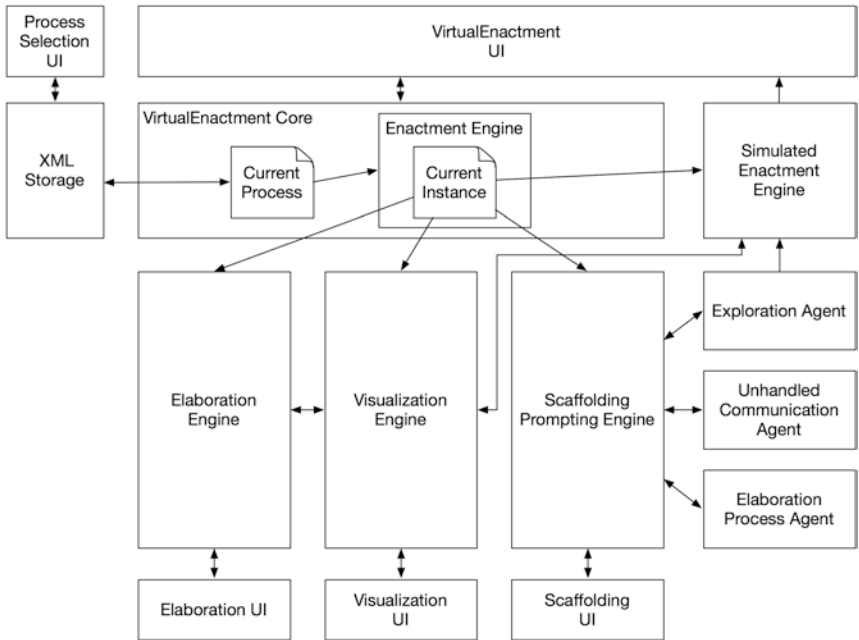 Process
Selection
UI
VirtualEnactment
UI
XML
Storage
VirtualEnactment Core
Current
Process
Enactment Engine
Current
Instance
Simulated
Enactment
Engine
Elaboration
Engine
Visualization
Engine
Scaffolding
Prompting Engine
Exploration Agent
Unhandled
Communication
Agent
Elaboration
Process Agent
Elaboration UI
Visualization
UI
Scaffolding
UI